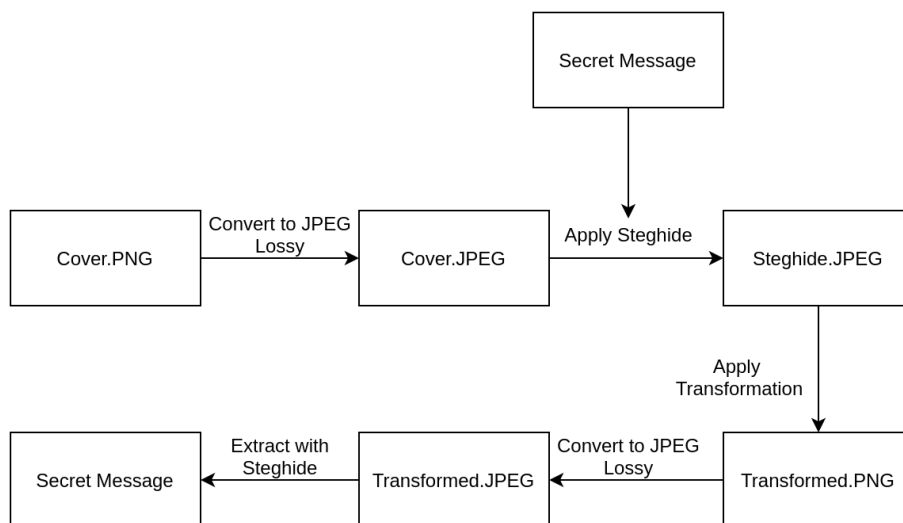 Secret Message
Cover.PNG
Convert to JPEG
Lossy
Cover.JPEG
Apply Steghide
Steghide.JPEG
Apply
Transformation
Transformed.PNG
Convert to JPEG
Lossy
Transformed.JPEG
Extract with
Steghide
Secret Message